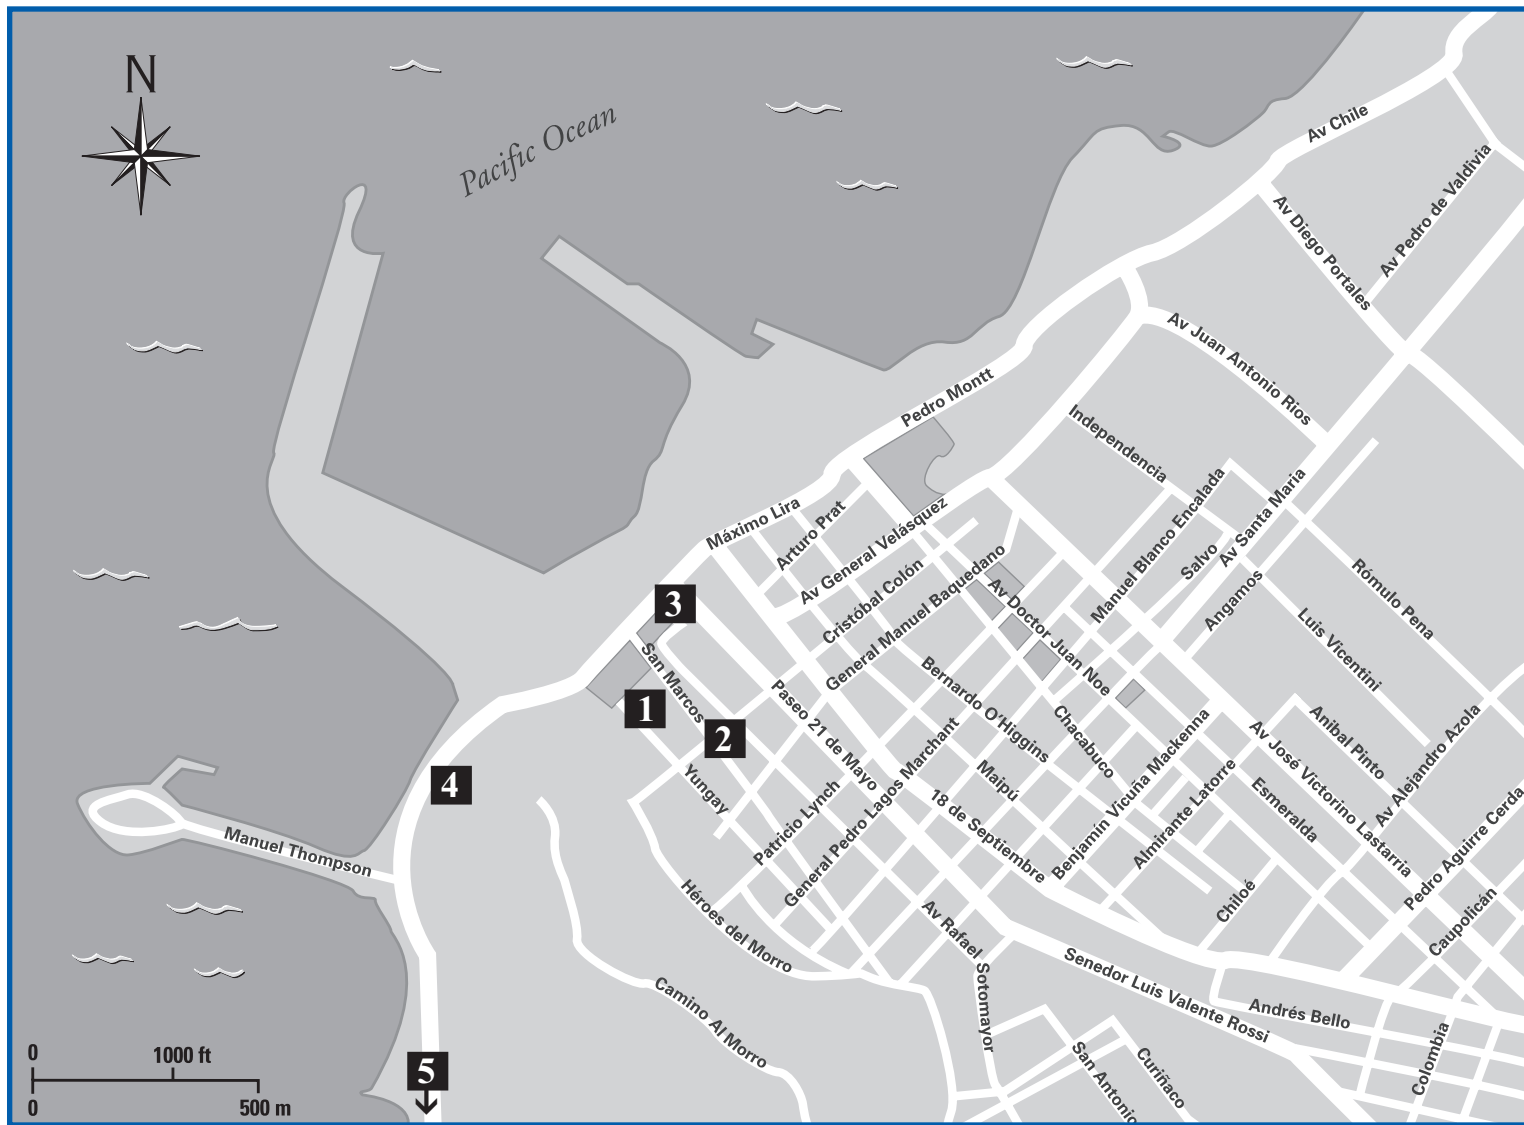 N
Pacific Ocean
Av Chile
Av Pedro de Valdivia
Av Diego Portales
Av Juan Antonio Rios
Pedro Montt
Independencia
Manuel Blanco Encalada
Av Santa Maria
Salvo
Angamos
Máximo Lira
Arturo Prat
Av General Velásquez
Cristóbal Colón
General Manuel Baquedano
Av Doctor Juan Noe
Rómulo Pena
Luis Vicentini
3
San Marcos
1
2
4
Yungay
Paseo 21 de Mayo
Bernardo O'Higgins
Chacabuco
Maipú
Patricio Lynch
General Pedro Lagos Marchant
18 de Septiembre
Benjamín Vicuña Mackenna
Almirante Latorre
Av José Victorino Lastarria
Esmeralda
Anibal Pinto
Av Alejandro Azola
Pedro Aguirre Cerda
Caupolicán
Chiloé
Manuel Thompson
Héroes del Morro
Av Rafael Sotomayor
Camino Al Morro
Senedor Luis Valente Rossi
Andrés Bello
Colombia
San Antonio
Curiñaco
5
0 1000 ft
0 500 m